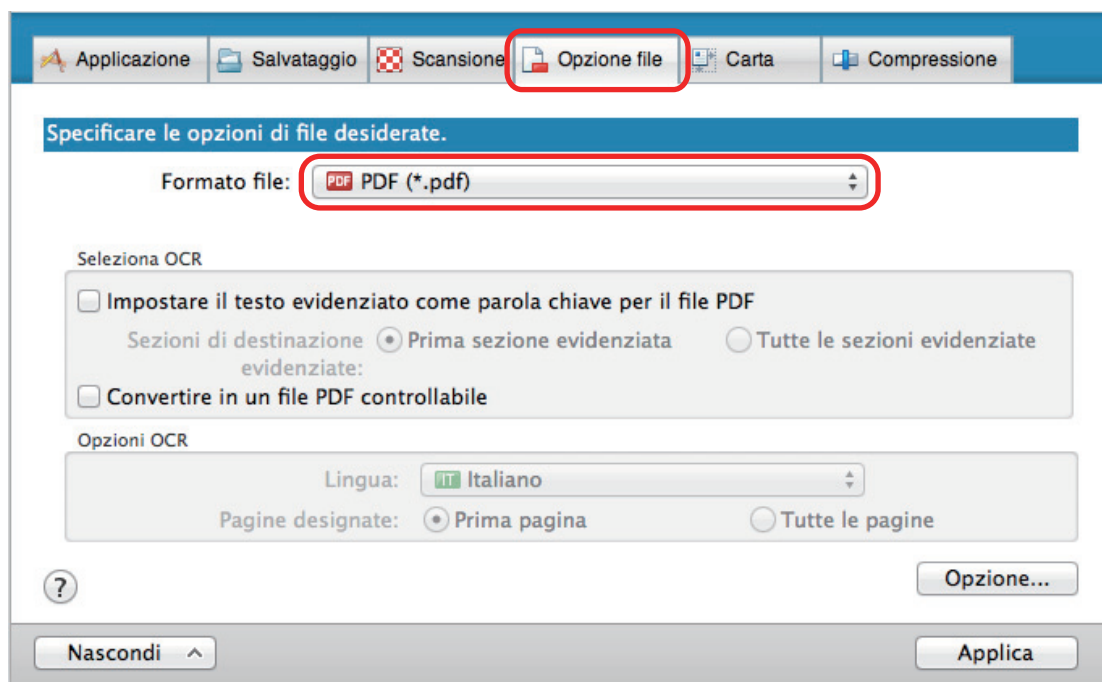 Applicazione Salvataggio Scansione Opzione file Carta Compressione
Specificare le opzioni di file desiderate.
Formato file: PDF PDF (*.pdf)
Seleziona OCR
Impostare il testo evidenziato come parola chiave per il file PDF
Sezioni di destinazione evidenziate: Prima sezione evidenziata Tutte le sezioni evidenziate
Convertire in un file PDF controllabile
Opzioni OCR
Lingua: IT Italiano
Pagine designate: Prima pagina Tutte le pagine
? Opzione...
Nascondi Applica